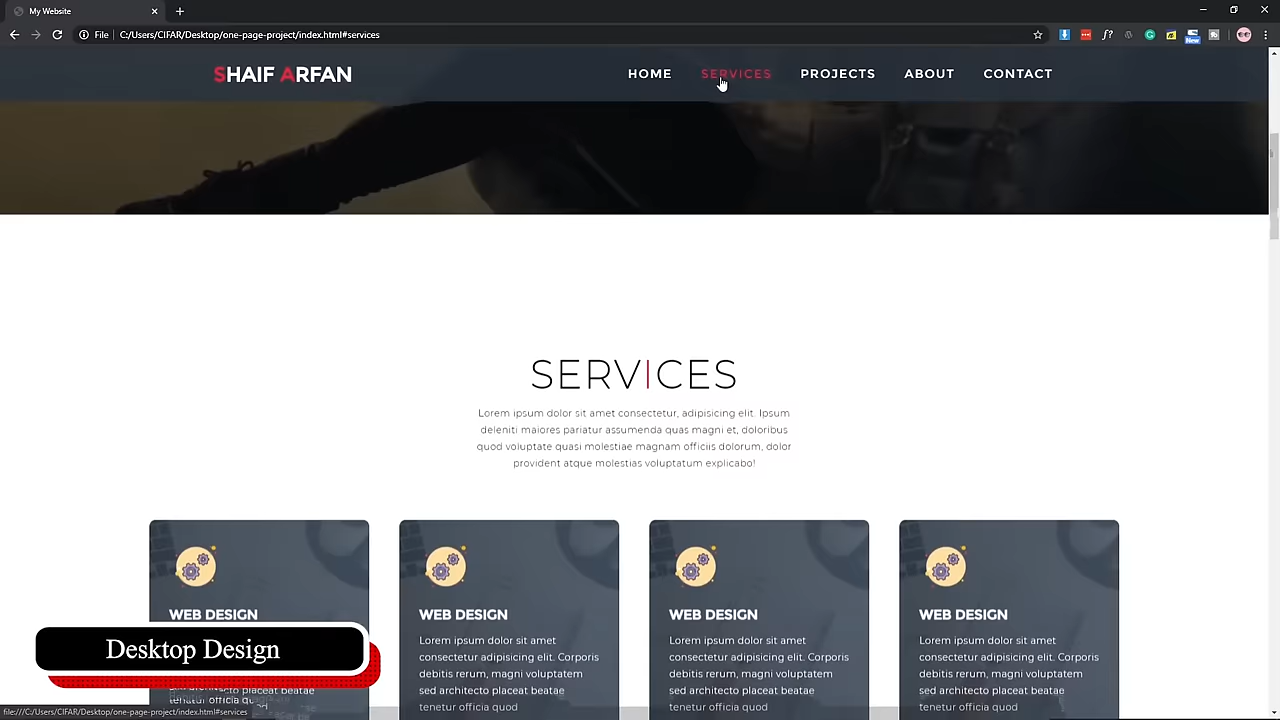 My Website
File
C:/Users/CIFAR/Desktop/one-page-project/index.html#services
New
SHAIF ARFAN
HOME
SERVICES
PROJECTS
ABOUT
CONTACT
SERVICES
Lorem ipsum dolor sit amet consectetur, adipisicing elit. Ipsum
deleniti maiores pariatur assumenda quas magni et, doloribus
quod voluptate quasi molestiae magnam officiis dolorum, dolor
provident atque molestias voluptatum explicabo!
WEB DESIGN
Desktop Design
placeat beatae
WEB DESIGN
Lorem ipsum dolor sit amet
consectetur adipisicing elit. Corporis
debitis rerum, magni voluptatem
sed architecto placeat beatae
tenetur officia quod
WEB DESIGN
Lorem ipsum dolor sit amet
consectetur adipisicing elit. Corporis
debitis rerum, magni voluptatem
sed architecto placeat beatae
tenetur officia quod
WEB DESIGN
Lorem ipsum dolor sit amet
consectetur adipisicing elit. Corporis
debitis rerum, magni voluptatem
sed architecto placeat beatae
tenetur officia quod
file:///C:/Users/CIFAR/Desktop/one-page-project/index.html#services